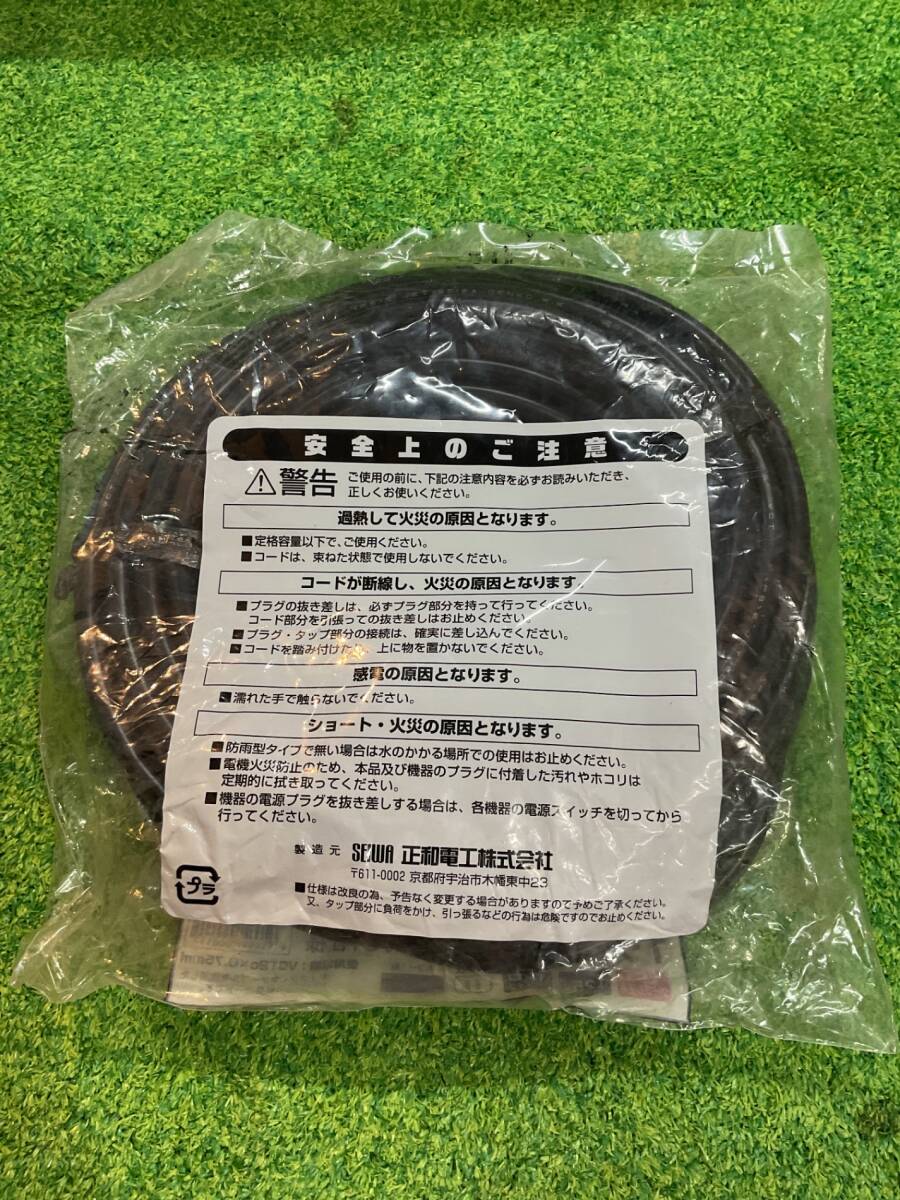 安全上のご注意
警告 ご使用の前に、下記の注意内容を必ずお読みいただき、
正しくお使いください。
過熱して火災の原因となります。
■定格容量以下で、ご使用ください。
■コードは、束ねた状態で使用しないでください。
コードが断線し、火災の原因となります。
■プラグの抜き差しは、必ずプラグ部分を持って行ってください。
コード部分を引張っての抜き差しはお止めください。
■プラグ・タップ部分の接続は、確実に差し込んでください。
■コードを踏み付けたり、上に物を置かないでください。
感電の原因となります。
■濡れた手で触らないでください。
ショート・火災の原因となります。
■防雨型タイプで無い場合は水のかかる場所での使用はお止めください。
■電機火災防止のため、本品及び機器のプラグに付着した汚れやホコリは
定期的に拭き取ってください。
■機器の電源プラグを抜き差しする場合は、各機器の電源スイッチを切ってから
行ってください。
製造元 SEIWA 正和電工株式会社
〒611-0002 京都府宇治市木幡東中23
プラ
■仕様は改良の為、予告なく変更する場合がありますので予めご了承ください。
又、タップ部分に負荷をかけ、引っ張るなどの行為は危険ですのでお止めください。